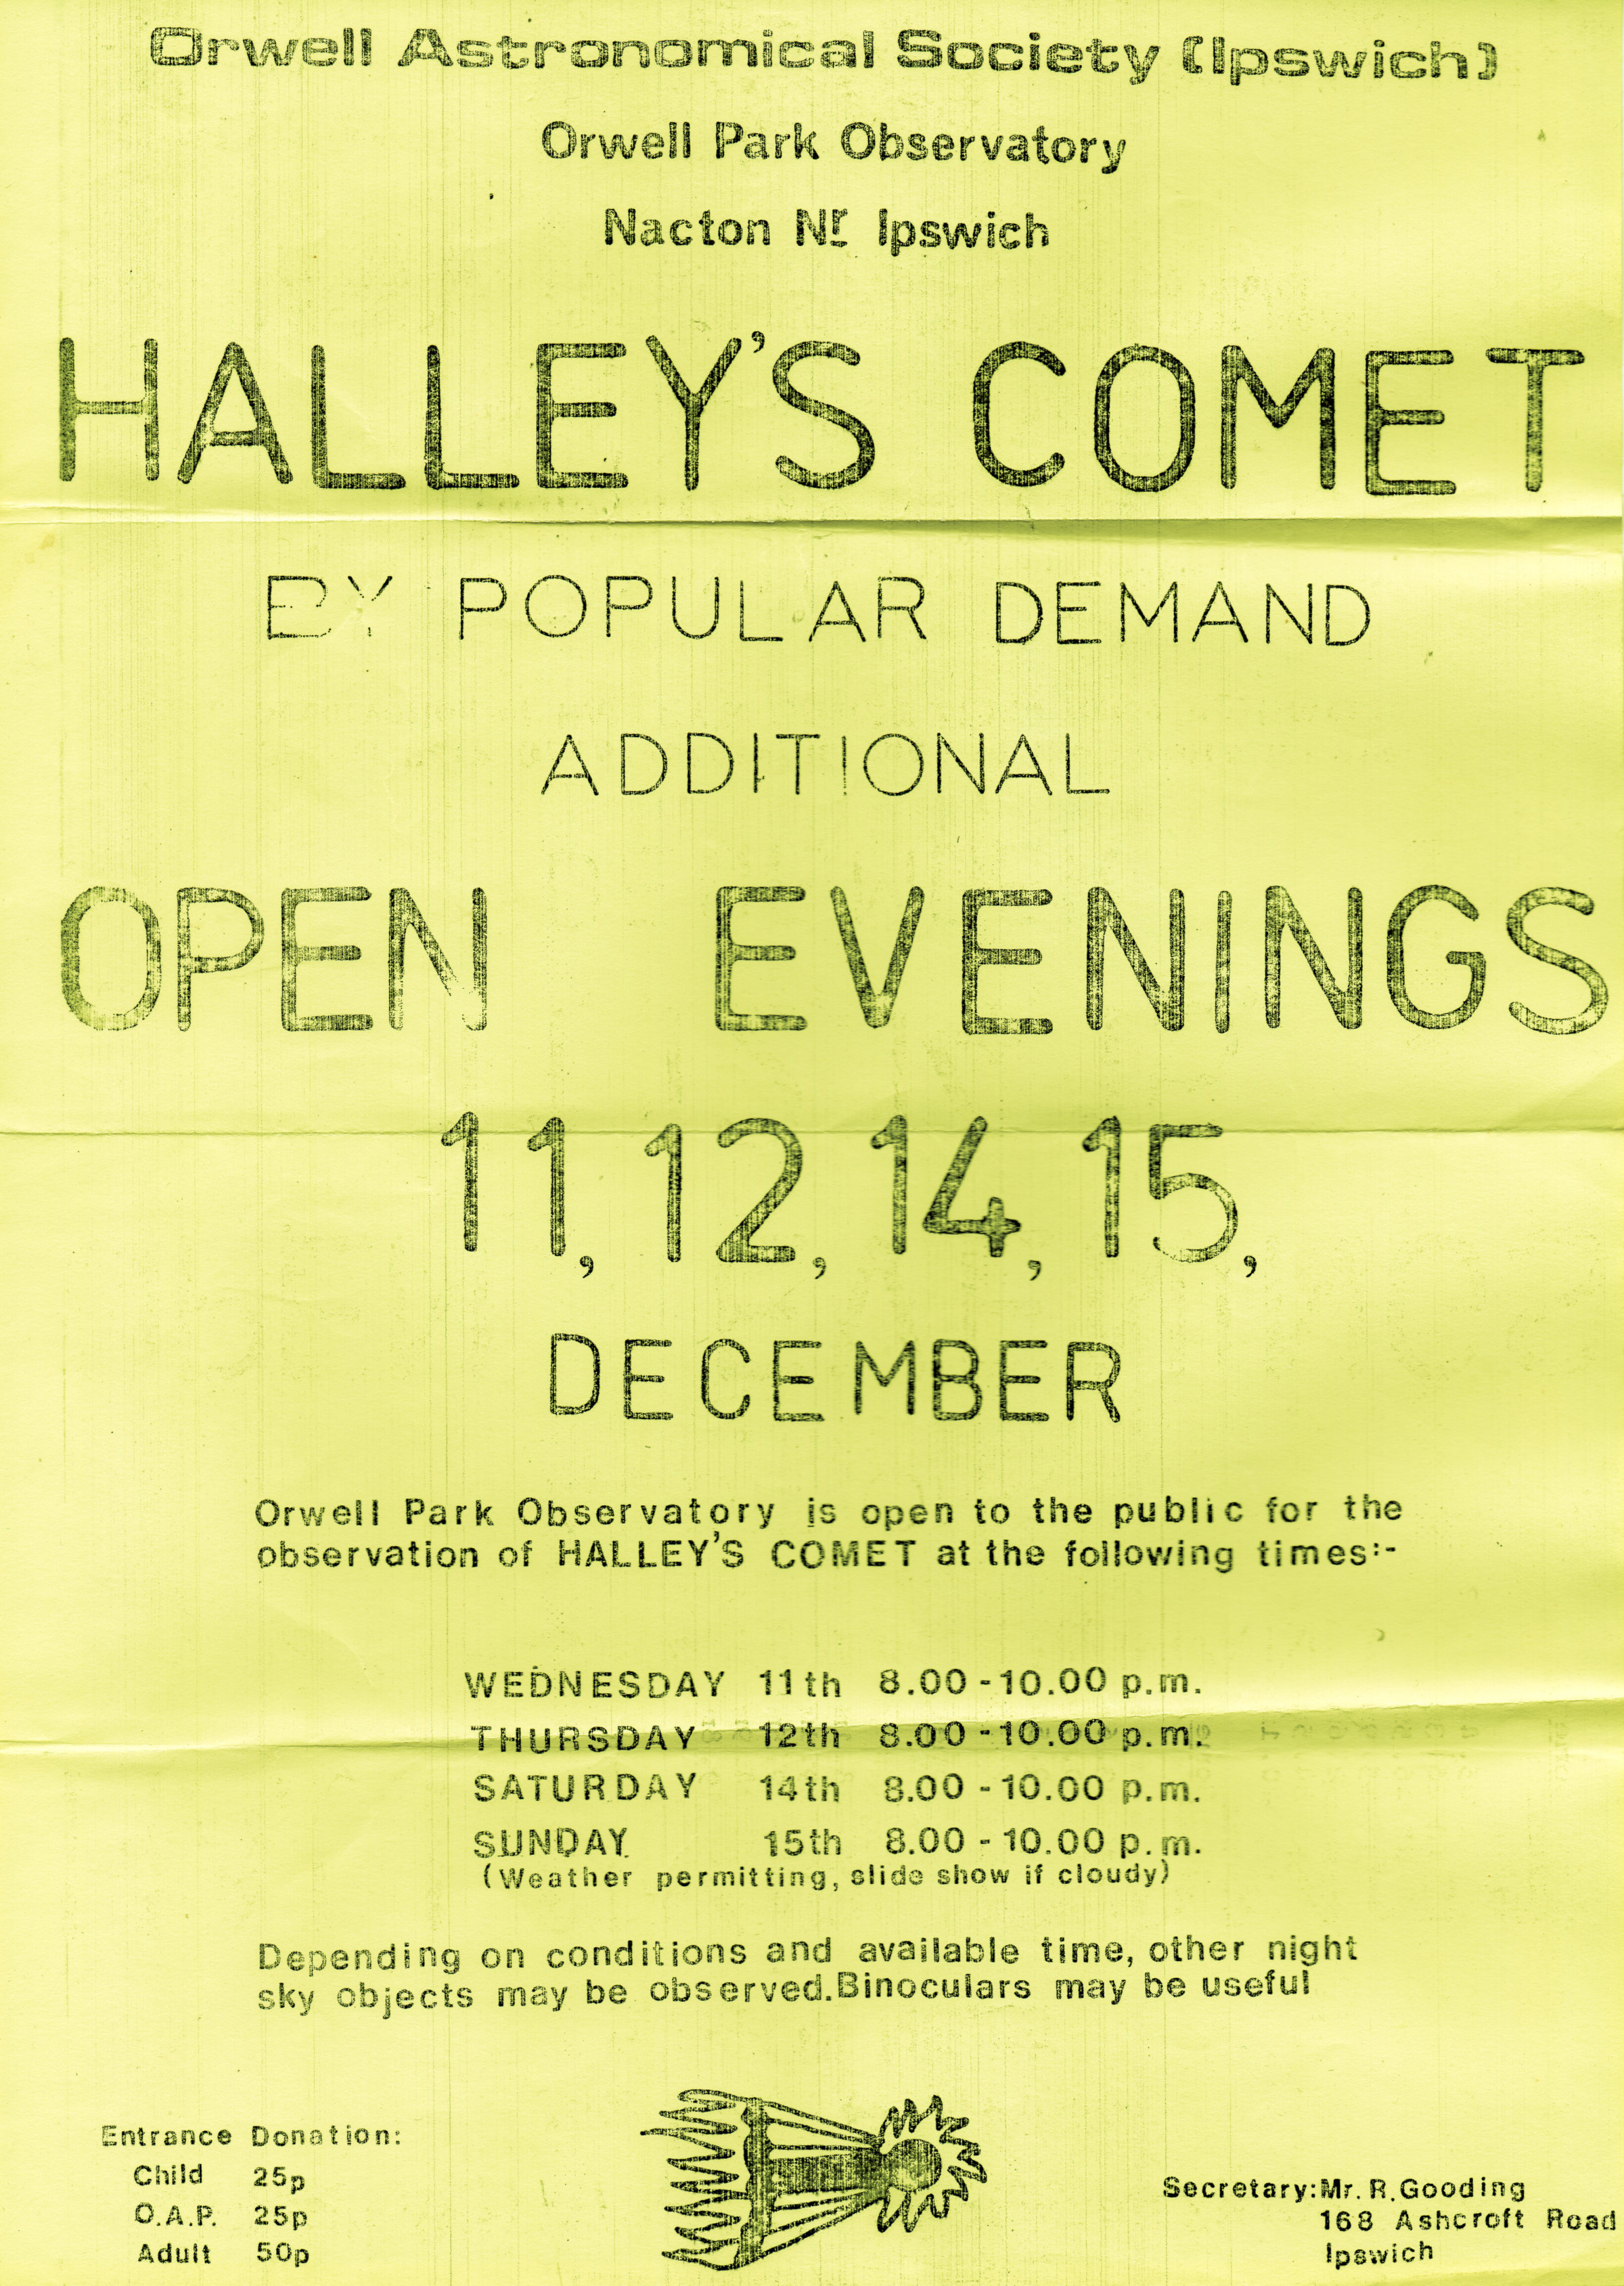 Orwell Astronomical Society (Ipswich)
Orwell Park Observatory
Nacton Nr Ipswich
HALLEY'S COMET
BY POPULAR DEMAND
ADDITIONAL
OPEN EVENINGS
11, 12, 14, 15,
DECEMBER
Orwell Park Observatory is open to the public for the
observation of HALLEY'S COMET at the following times:-
WEDNESDAY 11th 8.00 - 10.00 p.m.
THURSDAY 12th 8.00 - 10.00 p.m.
SATURDAY 14th 8.00 - 10.00 p.m.
SUNDAY 15th 8.00 - 10.00 p.m.
(Weather permitting, slide show if cloudy)
Depending on conditions and available time, other night
sky objects may be observed. Binoculars may be useful
Entrance Donation:
Child 25p
O.A.P. 25p
Adult 50p
Secretary: Mr. R. Gooding
168 Ashcroft Road
Ipswich